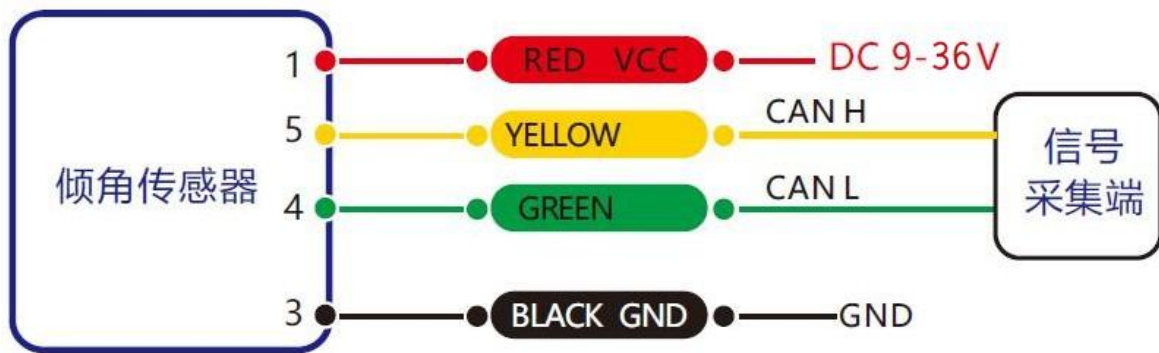 倾角传感器
1 RED VCC DC 9-36V
5 YELLOW CAN H
4 GREEN CAN L
3 BLACK GND GND
信号
采集端